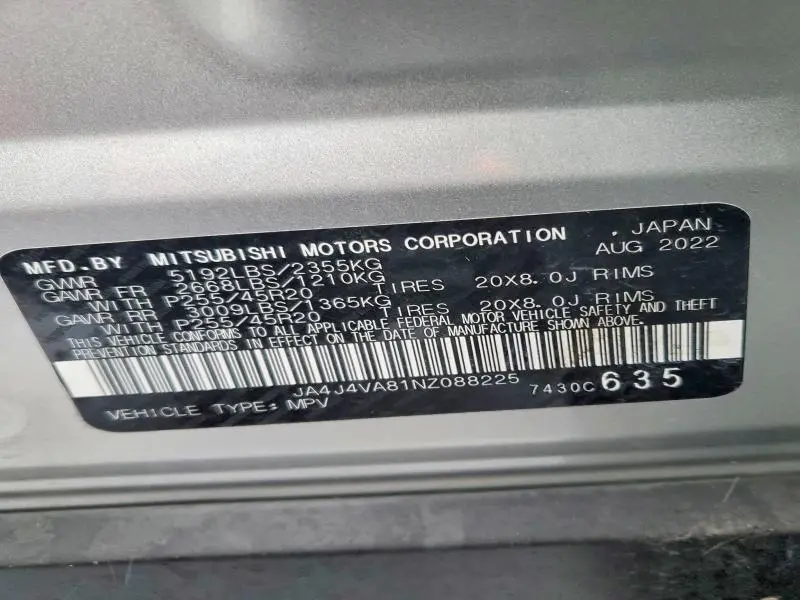 MFD.BY MITSUBISHI MOTORS CORPORATION . JAPAN
GVWR 5192LBS/2355KG AUG 2022
GAWR FR 2668LBS/1210KG
WITH P255/45R20 TIRES 20X8.0J RIMS
GAWR RR 3009LBS/1365KG
WITH P255/45R20 TIRES 20X8.0J RIMS
THIS VEHICLE CONFORMS TO ALL APPLICABLE FEDERAL MOTOR VEHICLE SAFETY AND THEFT
PREVENTION STANDARDS IN EFFECT ON THE DATE OF MANUFACTURE SHOWN ABOVE.
JA4J4VA81NZ088225 7430C 635
VEHICLE TYPE: MPV